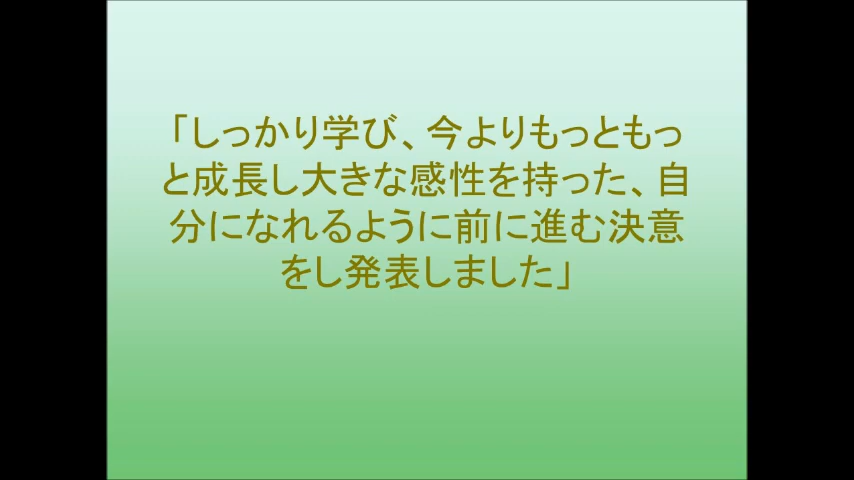 「しっかり学び、今よりもっともっ
と成長し大きな感性を持った、自
分になれるように前に進む決意
をし発表しました」